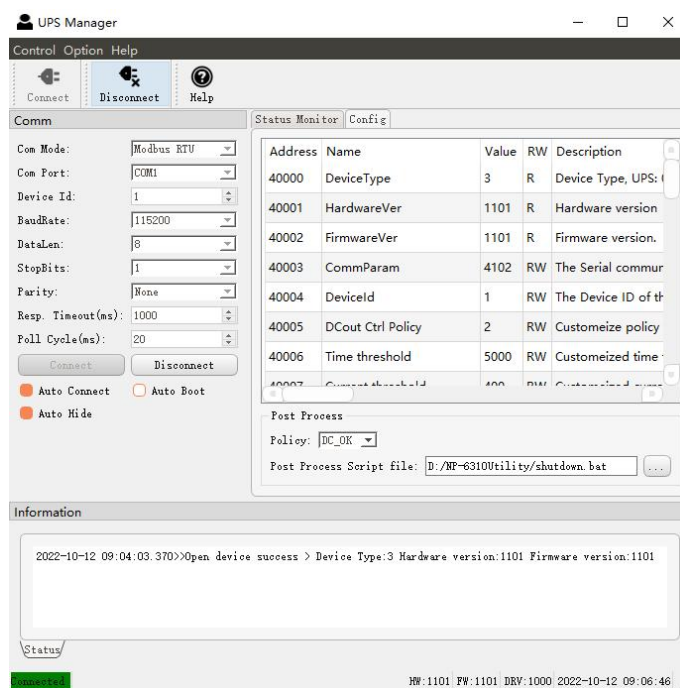 UPS Manager
Control Option Help
Connect Disconnect Help
Comm
Com Mode: Modbus RTU
Com Port: COM1
Device Id: 1
BaudRate: 115200
DataLen: 8
StopBits: 1
Parity: None
Resp. Timeout(ms): 1000
Poll Cycle(ms): 20
Connect Disconnect
Auto Connect Auto Boot
Auto Hide
Status Monitor Config
Address Name Value RW Description
40000 DeviceType 3 R Device Type, UPS:
40001 HardwareVer 1101 R Hardware version
40002 FirmwareVer 1101 R Firmware version.
40003 CommParam 4102 RW The Serial commur
40004 DeviceId 1 RW The Device ID of th
40005 DCout Ctrl Policy 2 RW Customeize policy
40006 Time threshold 5000 RW Customeized time
40007 Current threshold 400 RW
Post Process
Policy: DC_OK
Post Process Script file: D:/NP-6310Utility/shutdown.bat ...
Information
2022-10-12 09:04:03.370>>Open device success > Device Type:3 Hardware version:1101 Firmware version:1101
Status
Connected HW:1101 FW:1101 DRV:1000 2022-10-12 09:06:46